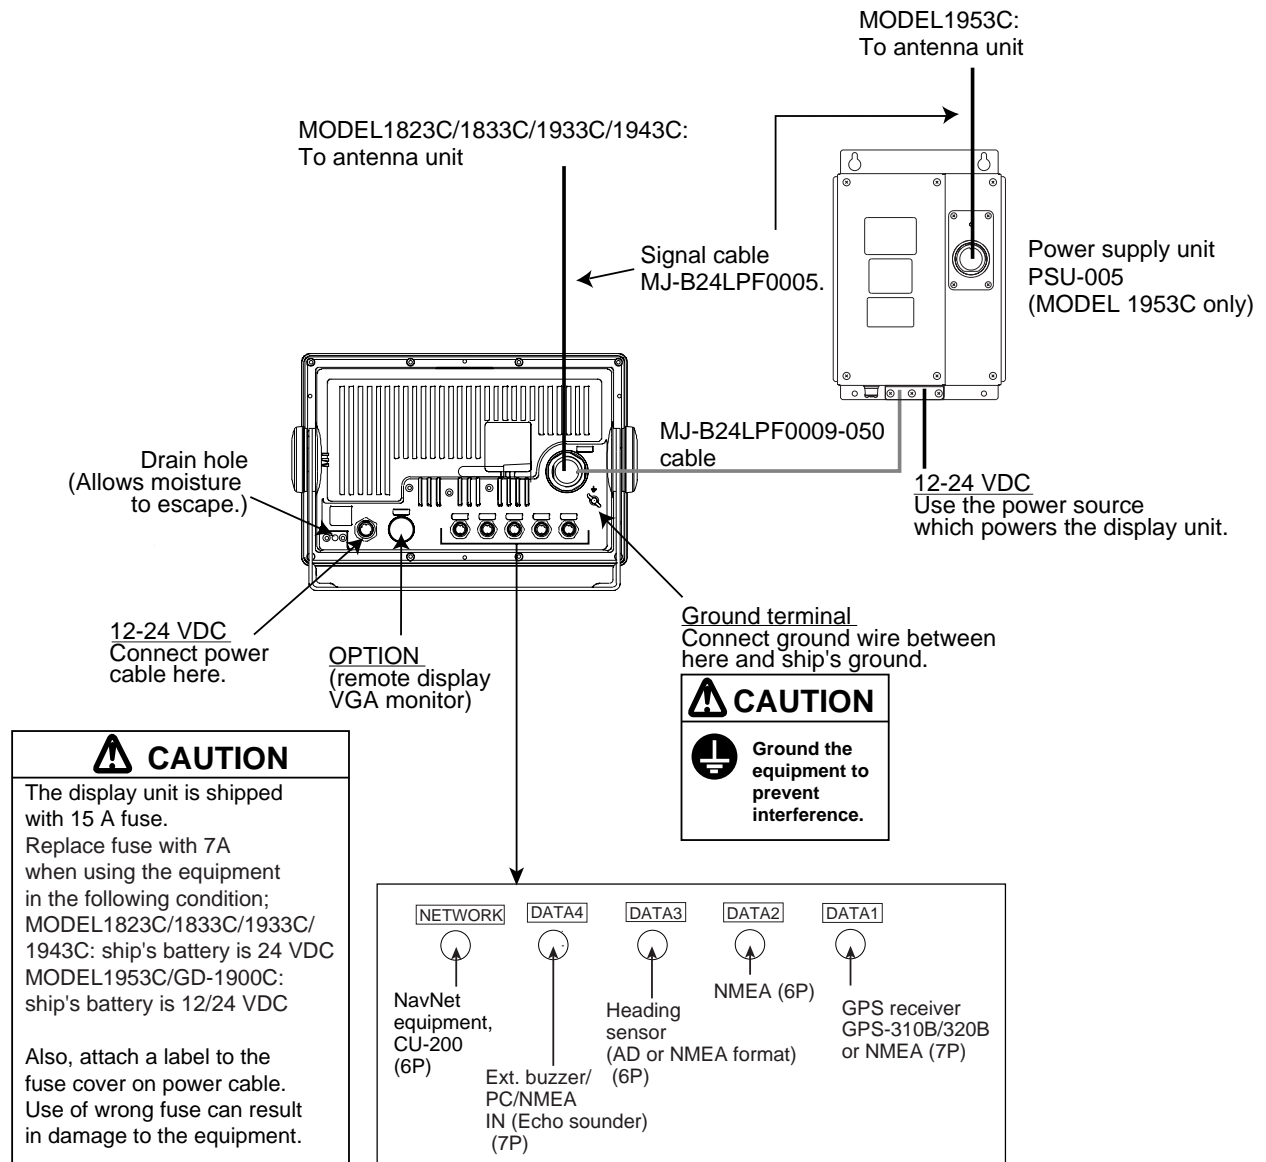 MODEL1953C:
To antenna unit
MODEL1823C/1833C/1933C/1943C:
To antenna unit
Signal cable
MJ-B24LPF0005.
Power supply unit
PSU-005
(MODEL 1953C only)
MJ-B24LPF0009-050
cable
Drain hole
(Allows moisture
to escape.)
12-24 VDC
Use the power source
which powers the display unit.
12-24 VDC
Connect power
cable here.
OPTION
(remote display
VGA monitor)
Ground terminal
Connect ground wire between
here and ship's ground.
CAUTION
Ground the
equipment to
prevent
interference.
CAUTION
The display unit is shipped
with 15 A fuse.
Replace fuse with 7A
when using the equipment
in the following condition;
MODEL1823C/1833C/1933C/
1943C: ship's battery is 24 VDC
MODEL1953C/GD-1900C:
ship's battery is 12/24 VDC
Also, attach a label to the
fuse cover on power cable.
Use of wrong fuse can result
in damage to the equipment.
NETWORK
DATA4
DATA3
DATA2
DATA1
NavNet
equipment,
CU-200
(6P)
Ext. buzzer/
PC/NMEA
IN (Echo sounder)
(7P)
Heading
sensor
(AD or NMEA format)
(6P)
NMEA (6P)
GPS receiver
GPS-310B/320B
or NMEA (7P)